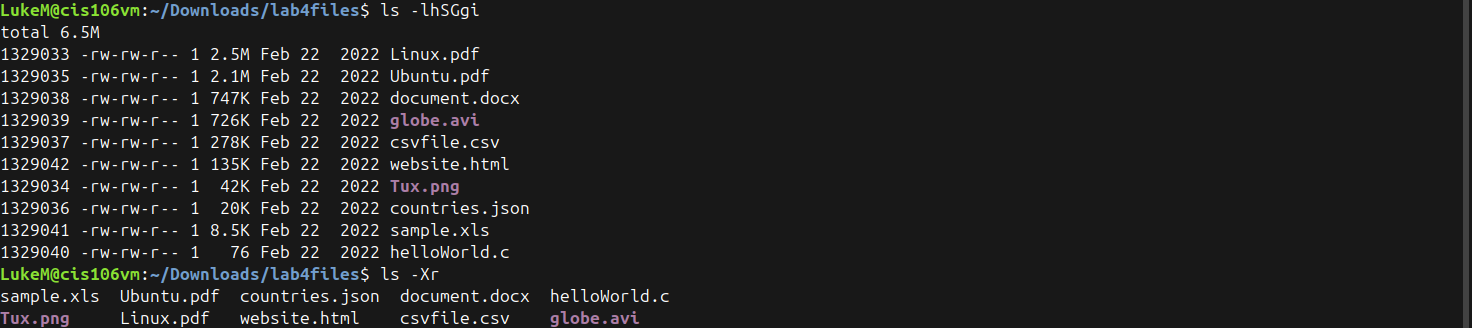 LukeM@cis106vm:~/Downloads/lab4files$ ls -lhSGgi
total 6.5M
1329033 -rw-rw-r-- 1 2.5M Feb 22  2022 Linux.pdf
1329035 -rw-rw-r-- 1 2.1M Feb 22  2022 Ubuntu.pdf
1329038 -rw-rw-r-- 1 747K Feb 22  2022 document.docx
1329039 -rw-rw-r-- 1 726K Feb 22  2022 globe.avi
1329037 -rw-rw-r-- 1 278K Feb 22  2022 csvfile.csv
1329042 -rw-rw-r-- 1 135K Feb 22  2022 website.html
1329034 -rw-rw-r-- 1  42K Feb 22  2022 Tux.png
1329036 -rw-rw-r-- 1  20K Feb 22  2022 countries.json
1329041 -rw-rw-r-- 1 8.5K Feb 22  2022 sample.xls
1329040 -rw-rw-r-- 1   76 Feb 22  2022 helloWorld.c
LukeM@cis106vm:~/Downloads/lab4files$ ls -Xr
sample.xls  Ubuntu.pdf  countries.json  document.docx  helloWorld.c
Tux.png     Linux.pdf   website.html    csvfile.csv    globe.avi